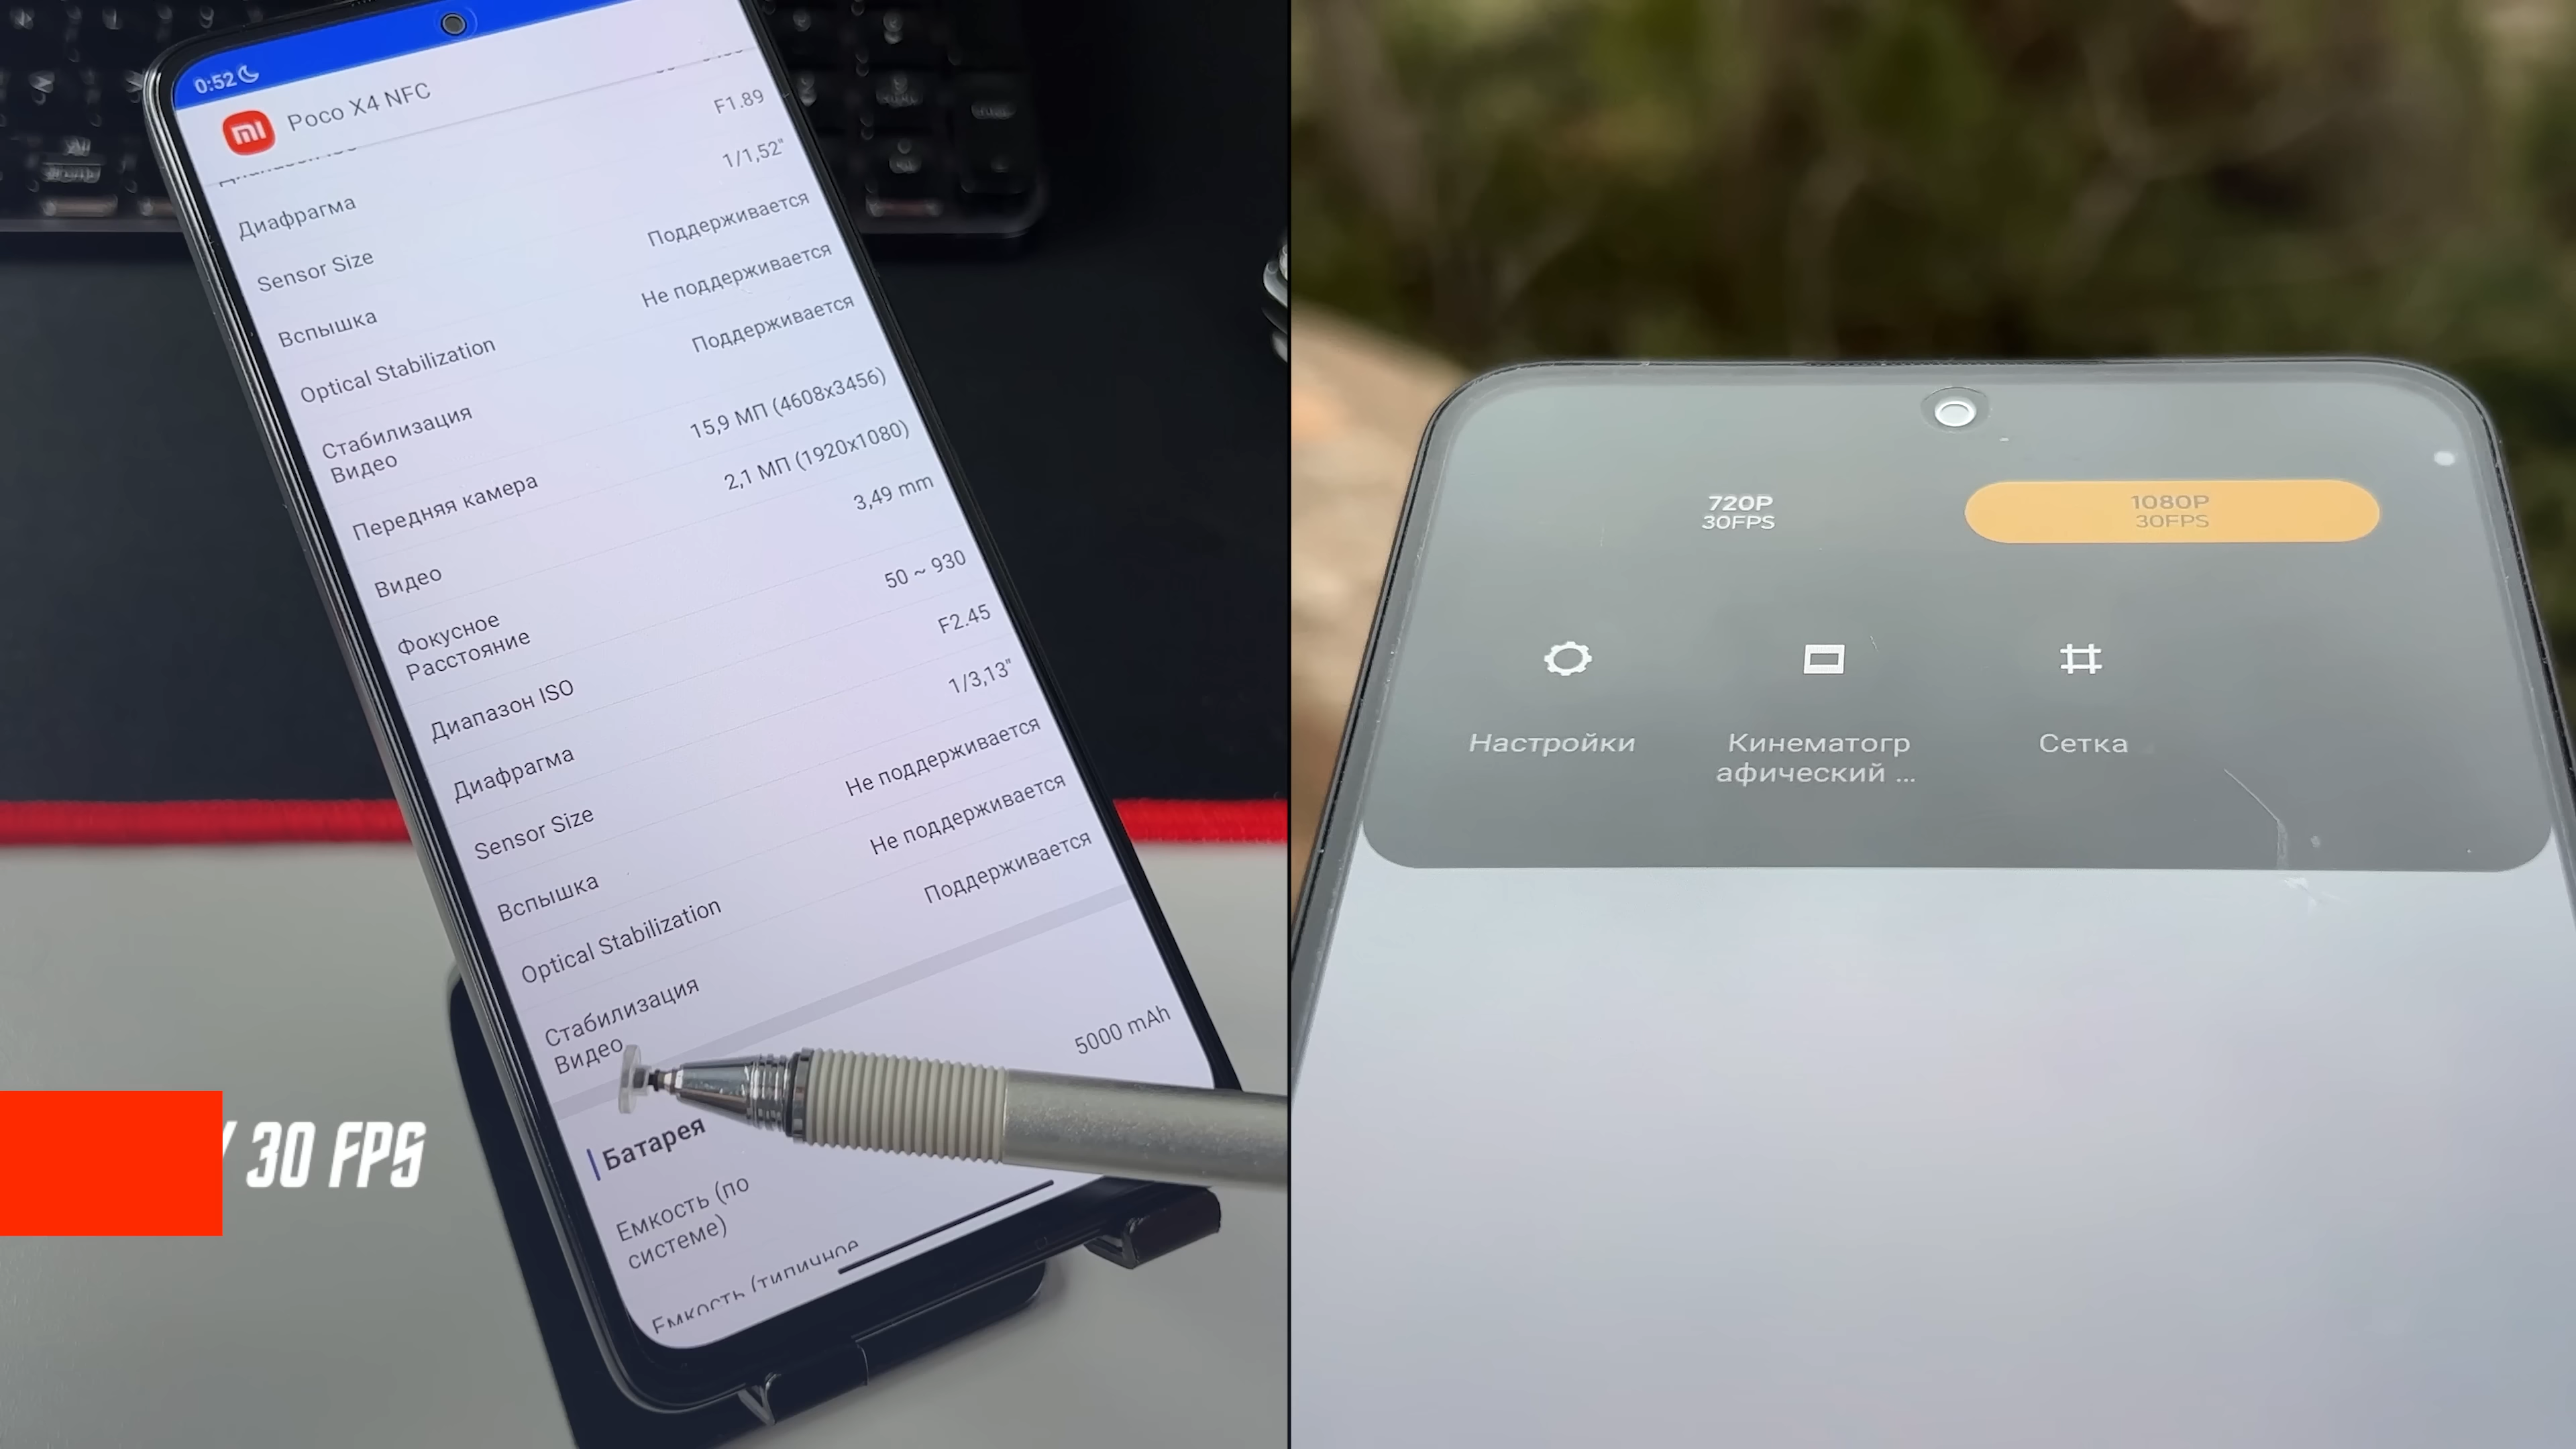 0:52
mi
Poco X4 NFC
Диафрагма F1.89
Sensor Size 1/1,52"
Вспышка Поддерживается
Optical Stabilization Не поддерживается
Стабилизация Поддерживается
Видео
Передняя камера 15,9 МП (4608x3456)
Видео 2,1 МП (1920x1080)
Фокусное 3,49 mm
Расстояние
Диапазон ISO 50 ~ 930
Диафрагма F2.45
Sensor Size 1/3,13"
Вспышка Не поддерживается
Optical Stabilization Не поддерживается
Стабилизация Поддерживается
Видео
Батарея
Емкость (по 5000 mAh
системе)
Емкость (типичное
/ 30 FPS
720P
30FPS
1080P
30FPS
Настройки
Кинематогр
афический ...
Сетка